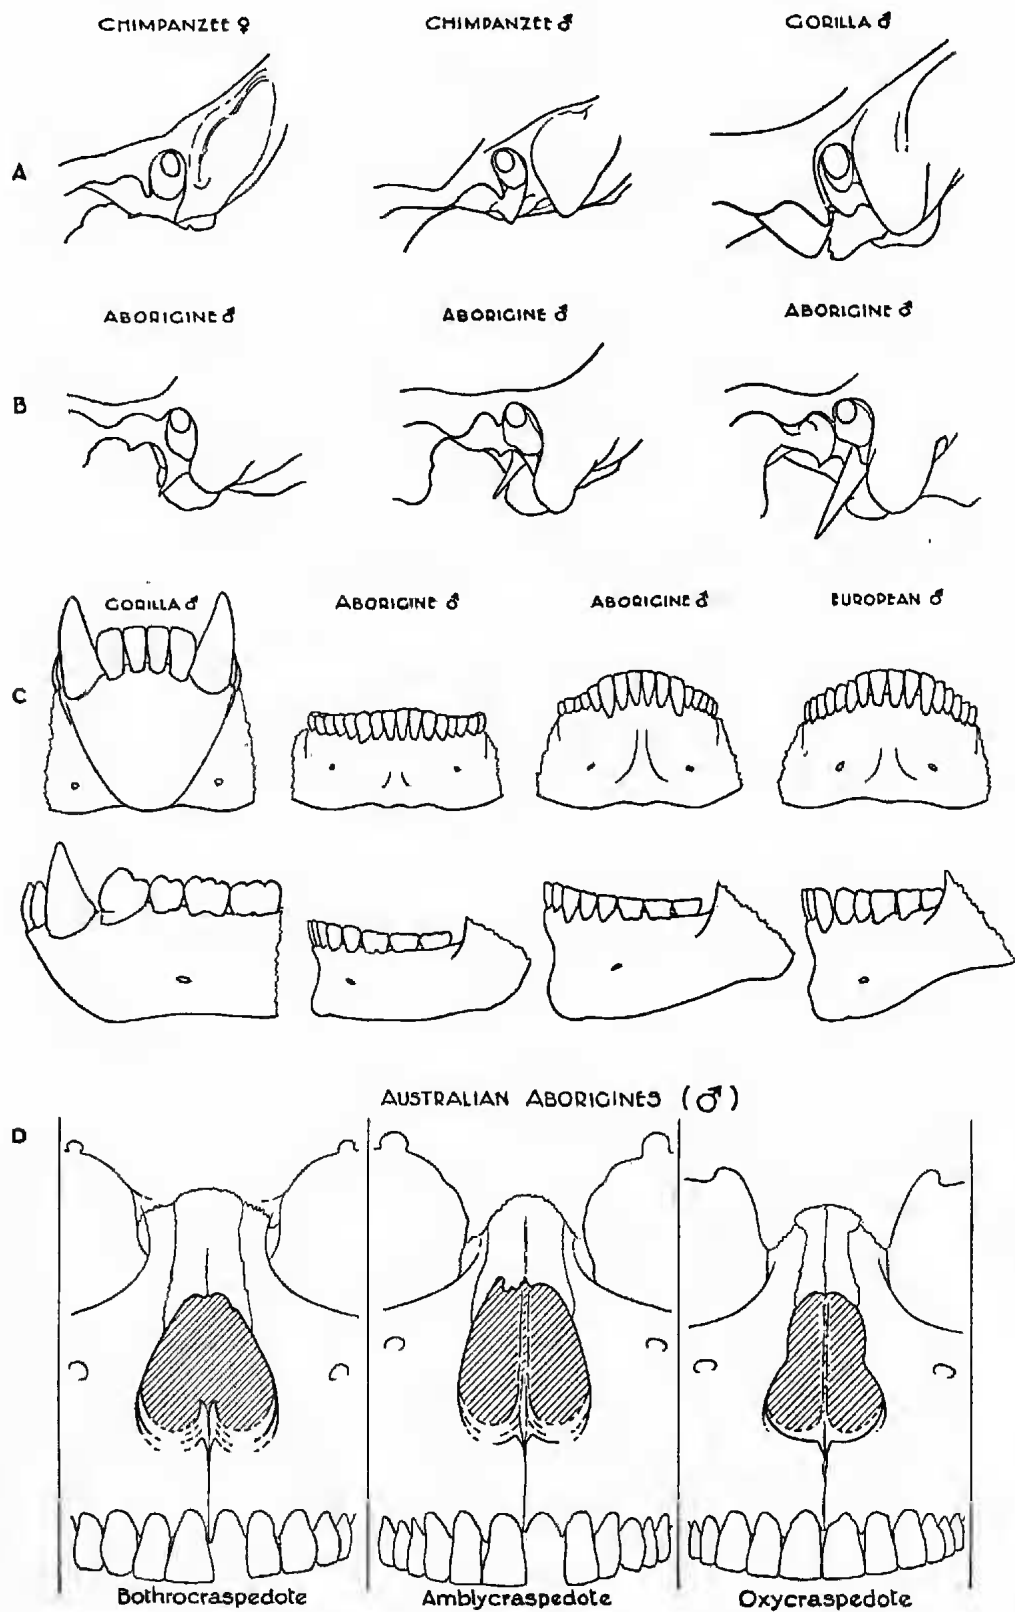 CHIMPANZEE ♀ CHIMPANZEE ♂ GORILLA ♂
A
ABORIGINE ♂ ABORIGINE ♂ ABORIGINE ♂
B
GORILLA ♂ ABORIGINE ♂ ABORIGINE ♂ EUROPEAN ♂
C
AUSTRALIAN ABORIGINES (♂)
D
Bothrocraspedote Amblycraspedote Oxycraspedote